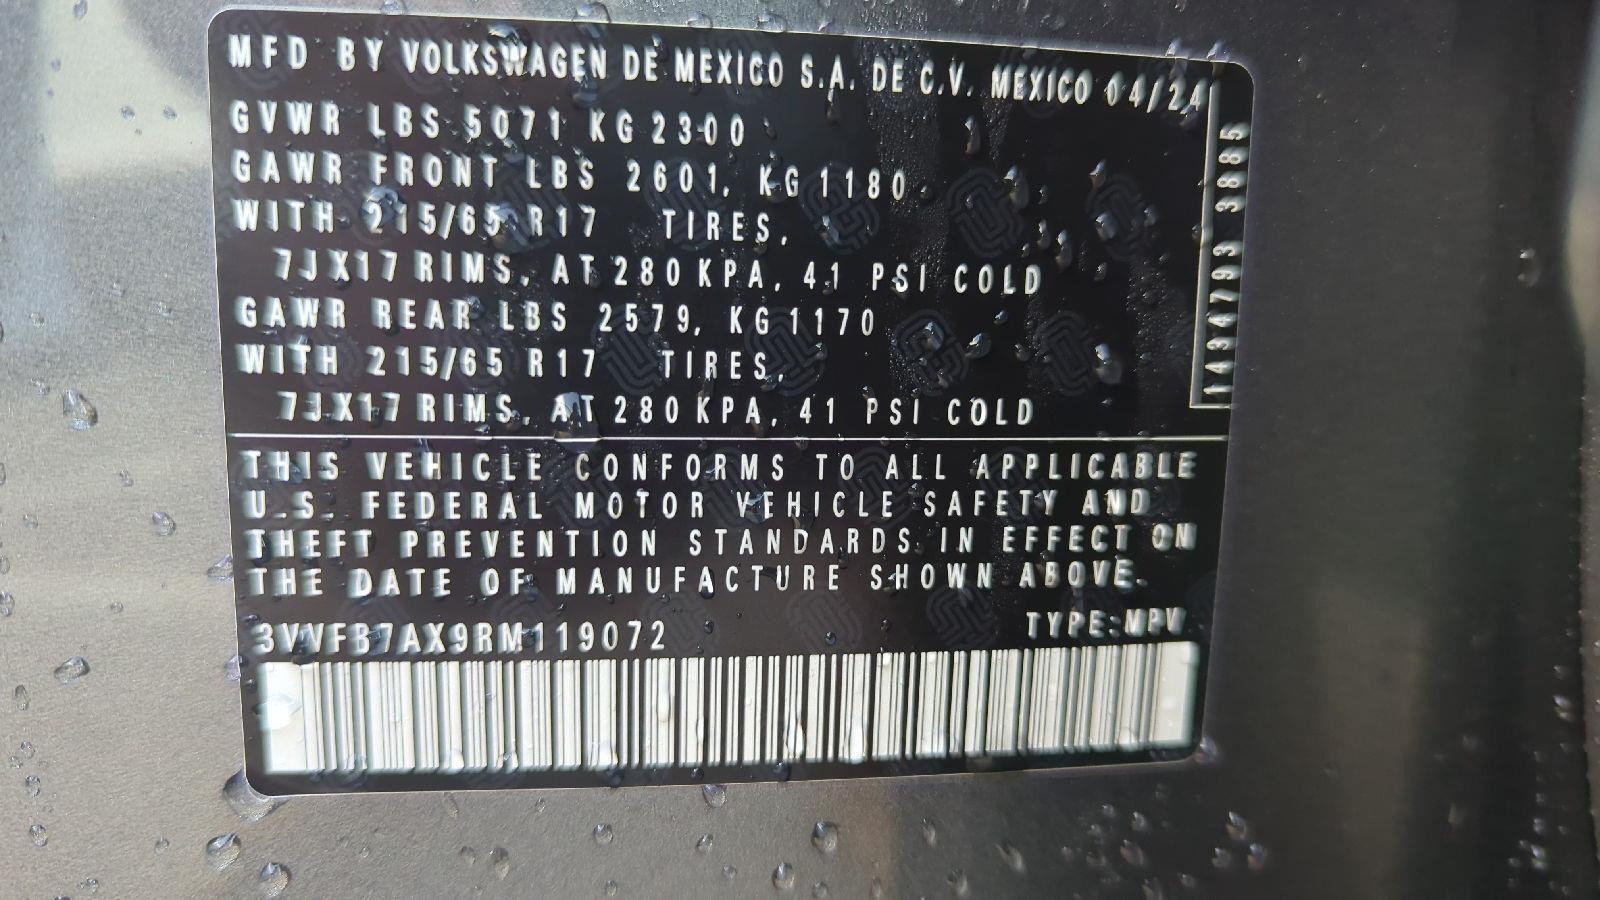 MFD BY VOLKSWAGEN DE MEXICO S.A. DE C.V. MEXICO 04/24
GVWR LBS 5071 KG 2300
GAWR FRONT LBS 2601, KG 1180
WITH 215/65 R17 TIRES,
7JX17 RIMS, AT 280 KPA, 41 PSI COLD
GAWR REAR LBS 2579, KG 1170
WITH 215/65 R17 TIRES,
7JX17 RIMS, AT 280 KPA, 41 PSI COLD
1434793 3885
THIS VEHICLE CONFORMS TO ALL APPLICABLE
U.S. FEDERAL MOTOR VEHICLE SAFETY AND
THEFT PREVENTION STANDARDS IN EFFECT ON
THE DATE OF MANUFACTURE SHOWN ABOVE.
3VVFB7AX9RM119072 TYPE:MPV